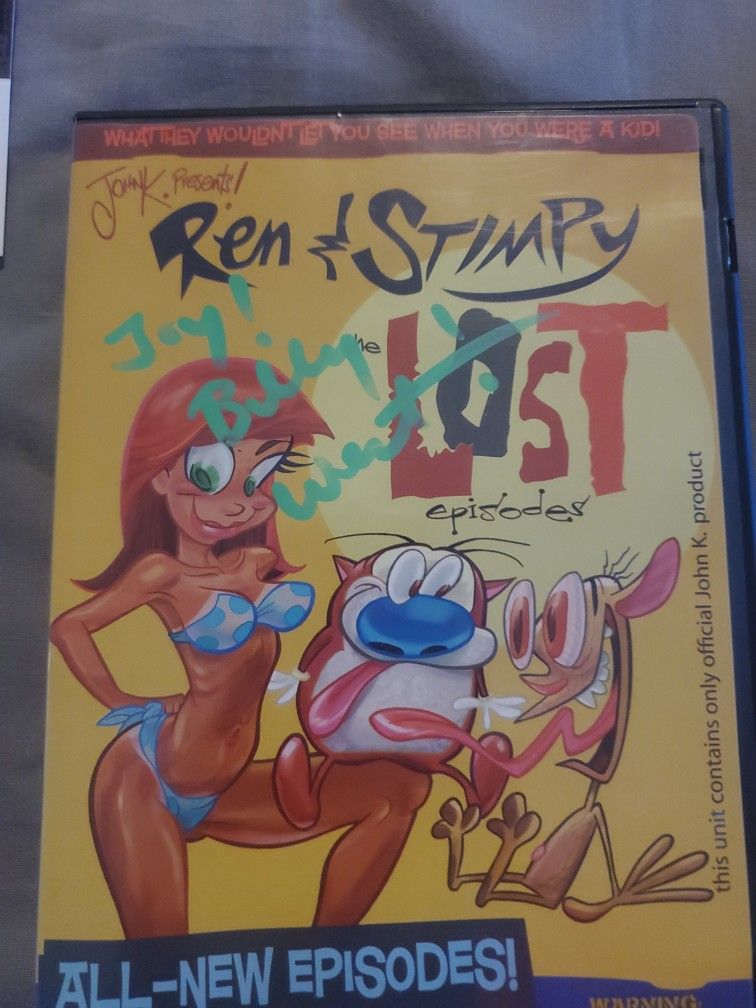 WHAT THEY WOULDN'T LET YOU SEE WHEN YOU WERE A KID!
JOHN K. Presents!
Ren & STIMPY
Joy!
Billy
West
the
LOST
episodes
this unit contains only official John K. product
ALL-NEW EPISODES!
WARNING